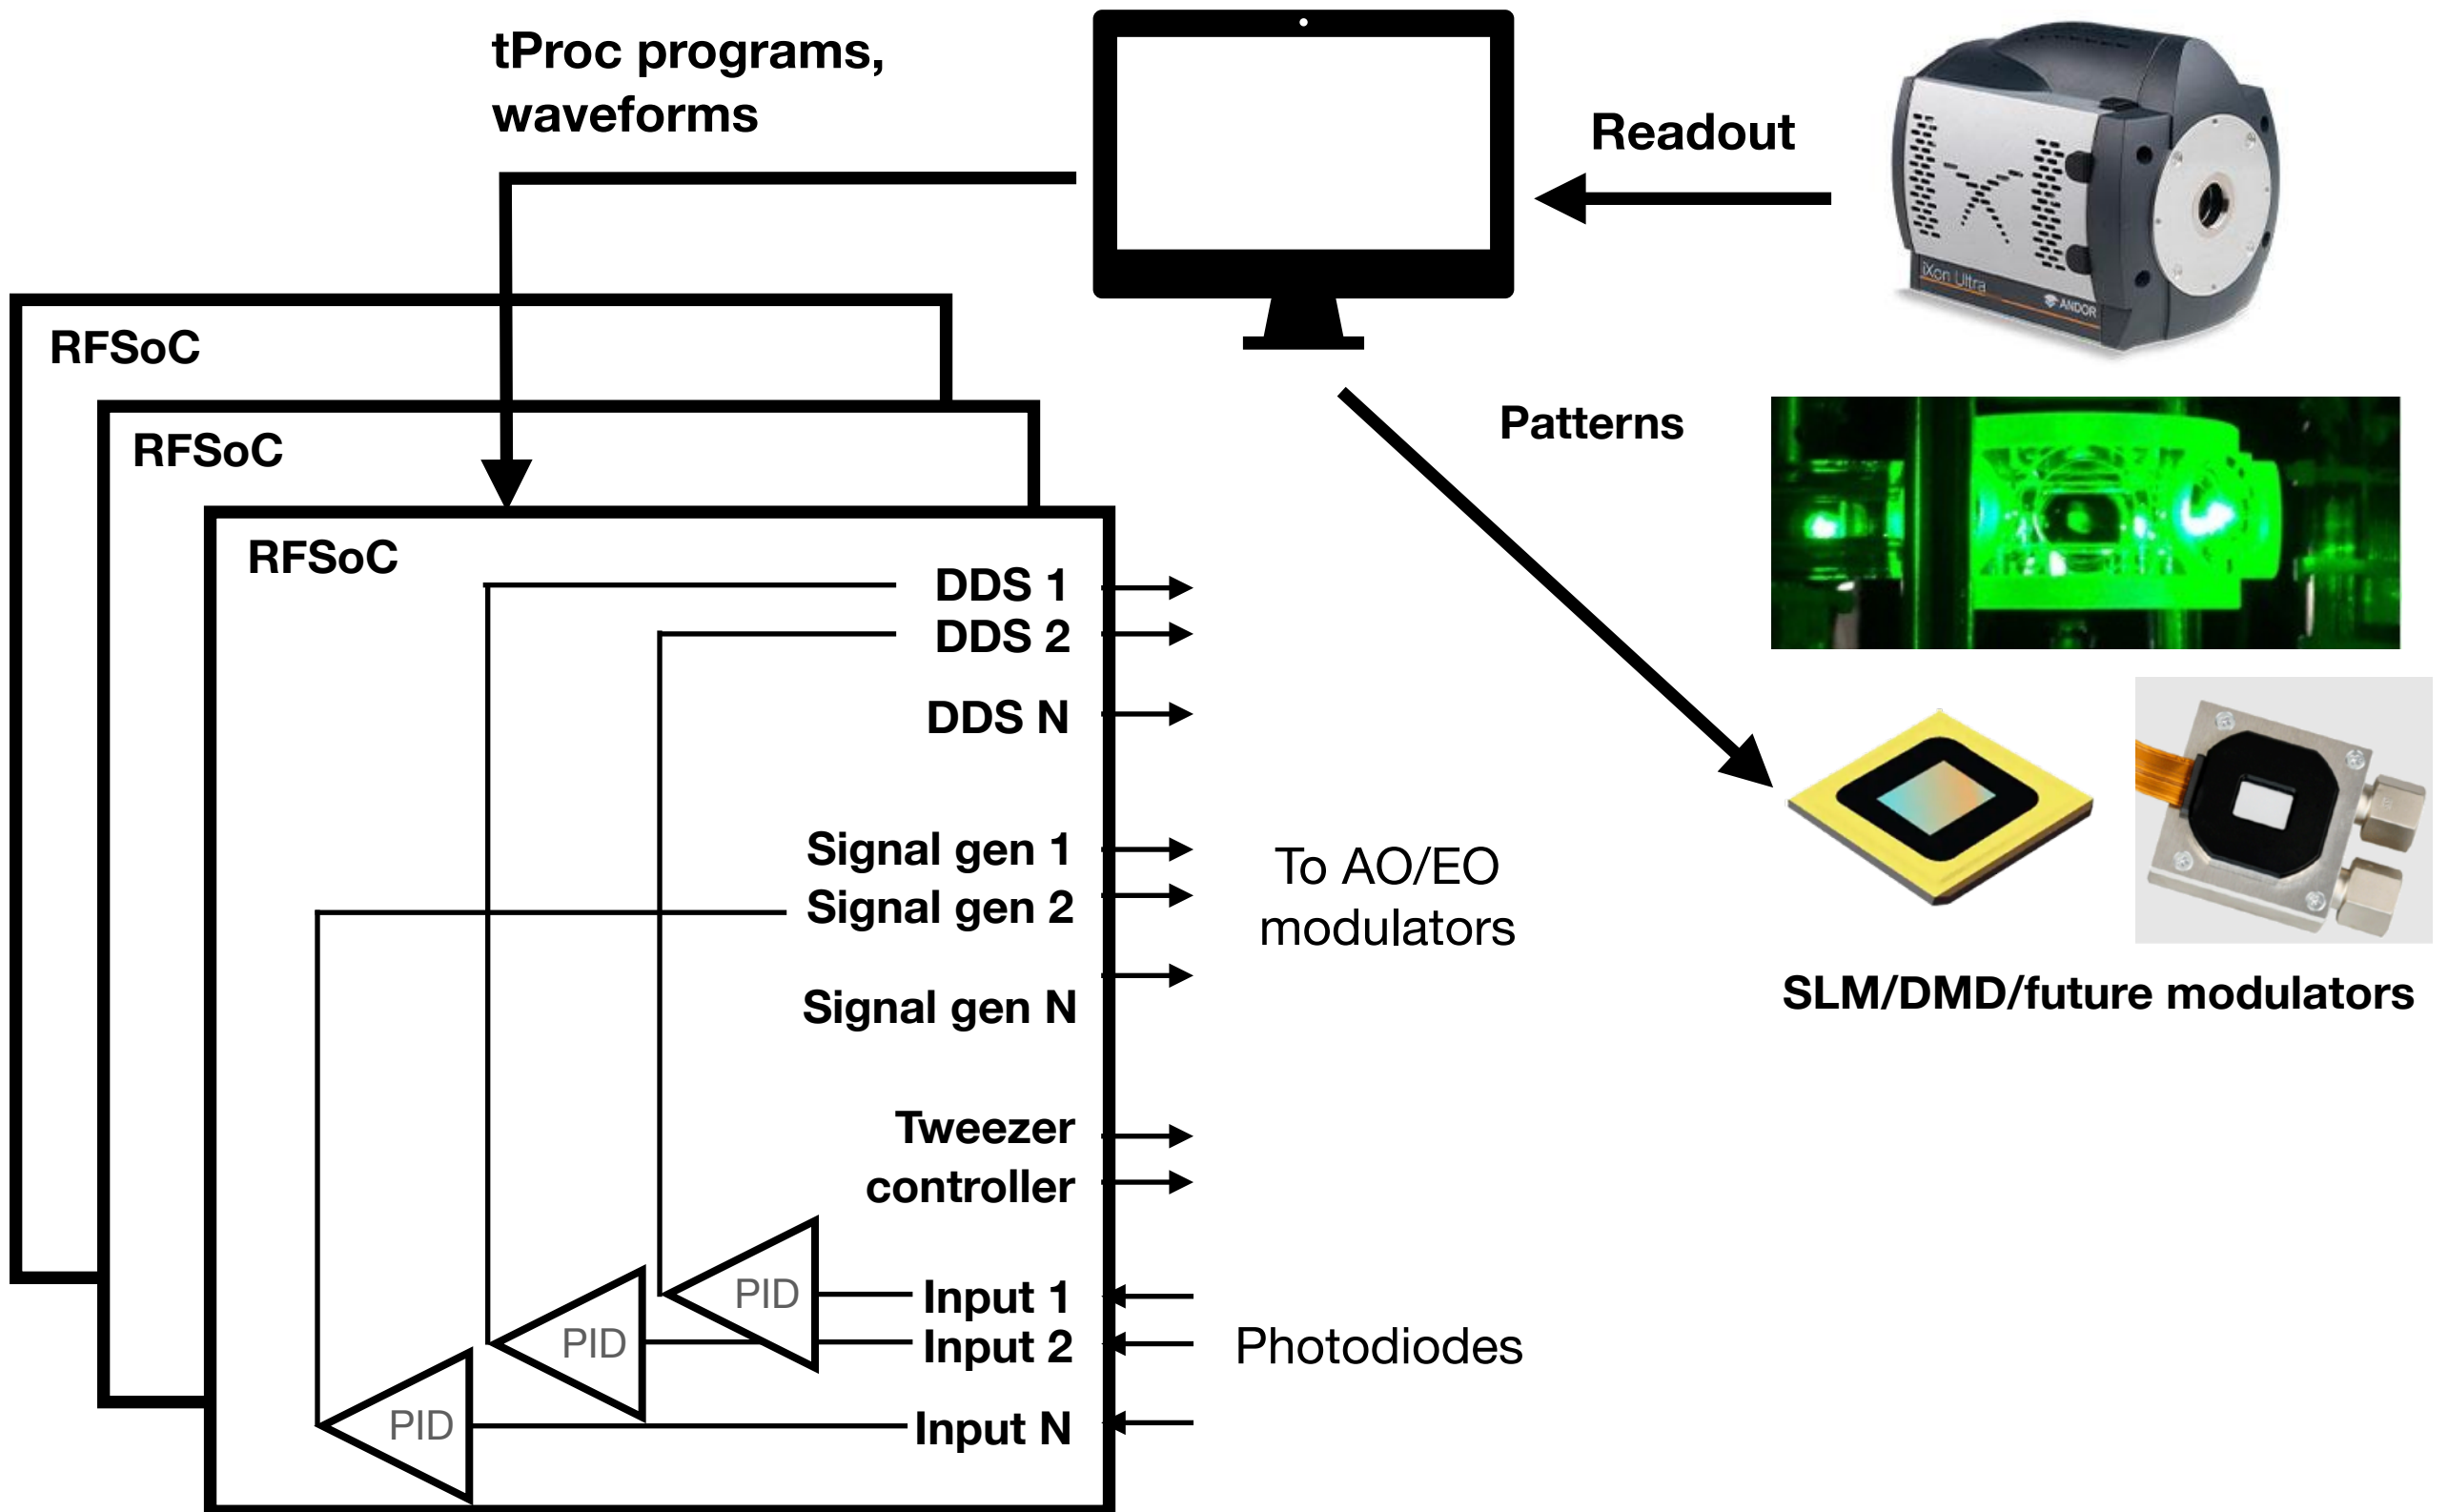 tProc programs,
waveforms
Readout
iXon Ultra
ANDOR
Patterns
RFSoC
RFSoC
RFSoC
DDS 1
DDS 2
DDS N
Signal gen 1
Signal gen 2
Signal gen N
To AO/EO
modulators
SLM/DMD/future modulators
Tweezer
controller
PID
Input 1
PID
Input 2
Photodiodes
PID
Input N